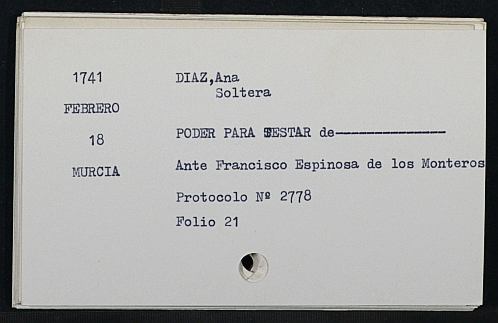 1741
FEBRERO
18
MURCIA
DIAZ,Ana
Soltera
PODER PARA TESTAR de--------------
Ante Francisco Espinosa de los Monteros
Protocolo Nº 2778
Folio 21